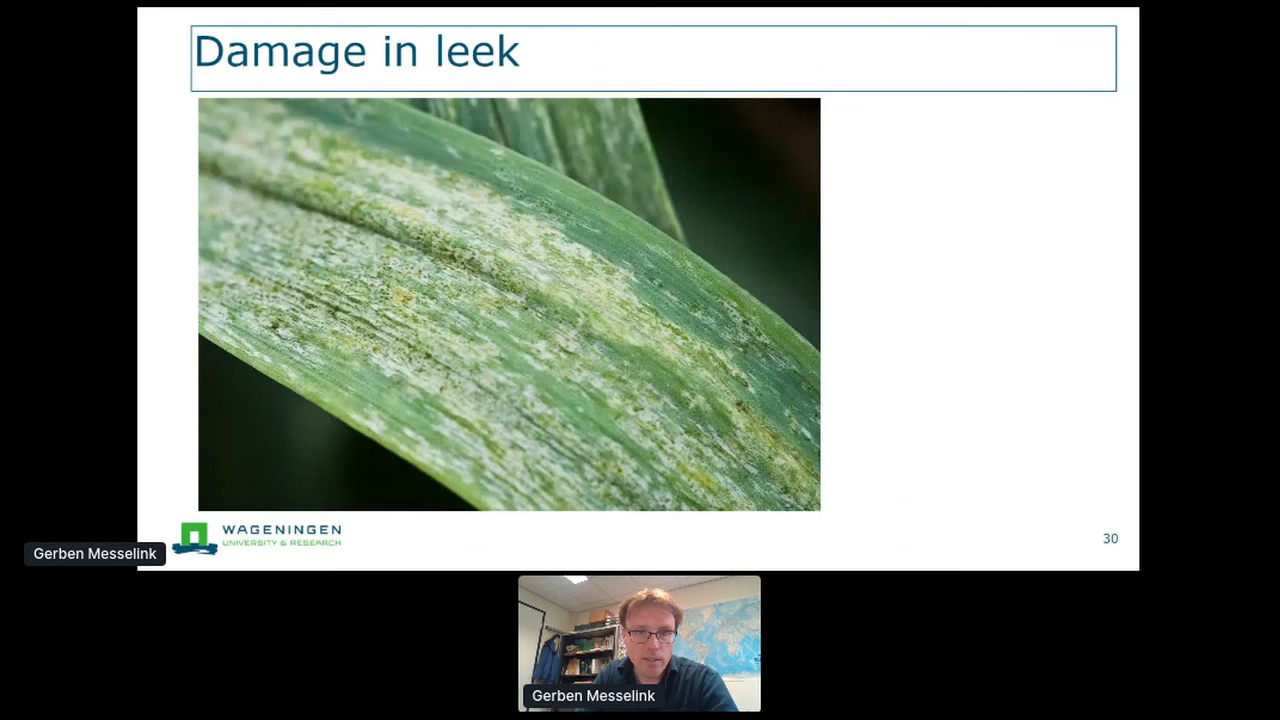 Damage in leek
WAGENINGEN
UNIVERSITY & RESEARCH
30
Gerben Messelink
Gerben Messelink